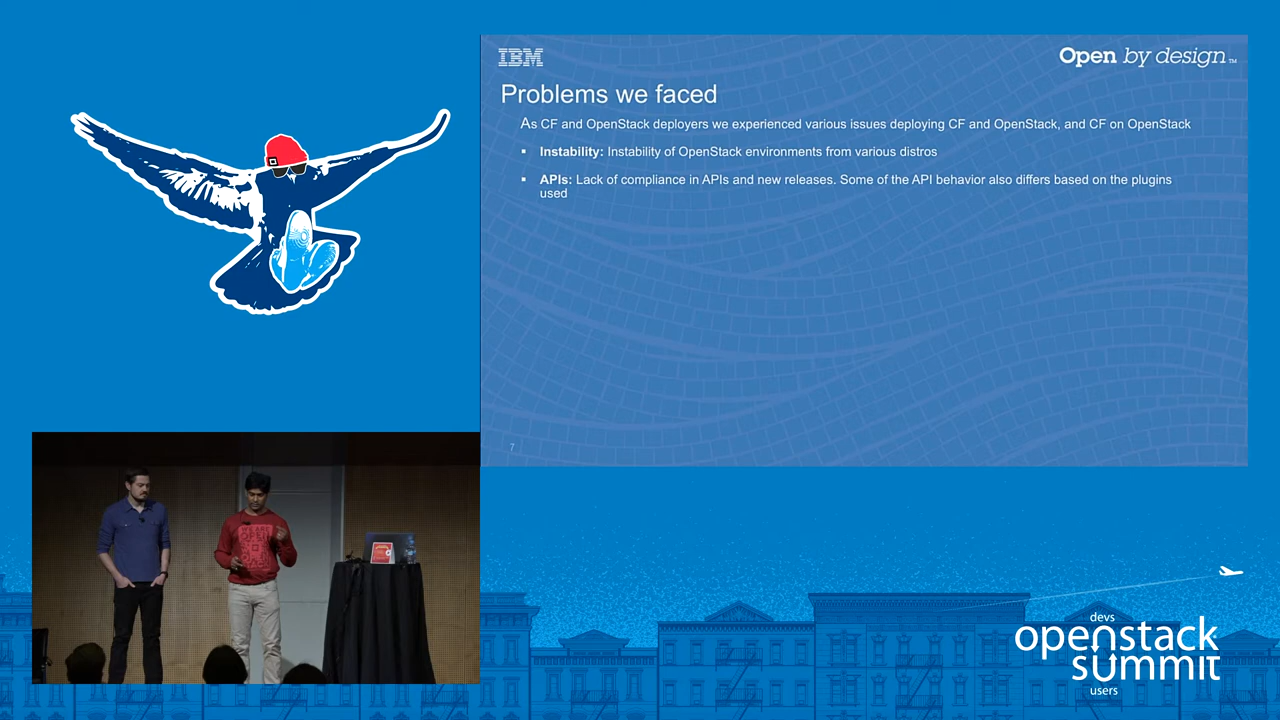 IBM
Open by design™
Problems we faced
As CF and OpenStack deployers we experienced various issues deploying CF and OpenStack, and CF on OpenStack
▪ Instability: Instability of OpenStack environments from various distros
▪ APIs: Lack of compliance in APIs and new releases. Some of the API behavior also differs based on the plugins
used
7
WE ARE
devs
openstack
summit
users